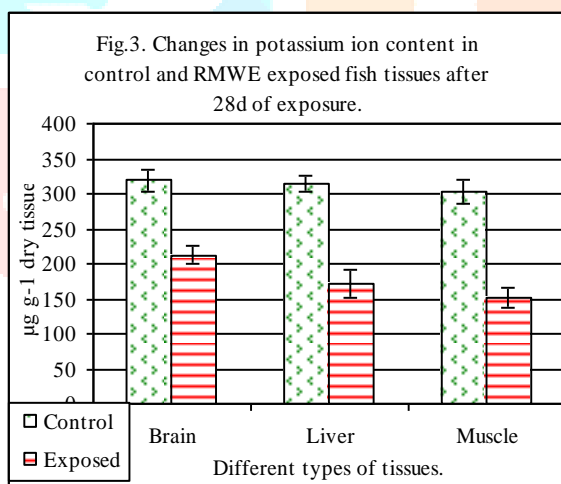 Fig.3. Changes in potassium ion content in
control and RMWE exposed fish tissues after
28d of exposure.
400
350
300
250
200
150
100
50
0
µg g-1 dry tissue
Brain Liver Muscle
Different types of tissues.
Control
Exposed